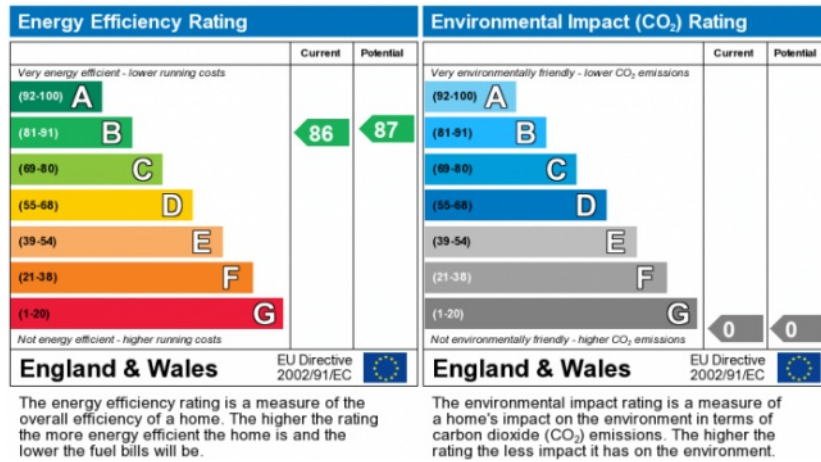 Energy Efficiency Rating
Current Potential
Very energy efficient - lower running costs
(92-100) A
(81-91) B
86 87
(69-80) C
(55-68) D
(39-54) E
(21-38) F
(1-20) G
Not energy efficient - higher running costs
England & Wales
EU Directive
2002/91/EC
The energy efficiency rating is a measure of the
overall efficiency of a home. The higher the rating
the more energy efficient the home is and the
lower the fuel bills will be.
Environmental Impact (CO₂) Rating
Current Potential
Very environmentally friendly - lower CO₂ emissions
(92-100) A
(81-91) B
(69-80) C
(55-68) D
(39-54) E
(21-38) F
(1-20) G
0 0
Not environmentally friendly - higher CO₂ emissions
England & Wales
EU Directive
2002/91/EC
The environmental impact rating is a measure of
a home's impact on the environment in terms of
carbon dioxide (CO₂) emissions. The higher the
rating the less impact it has on the environment.